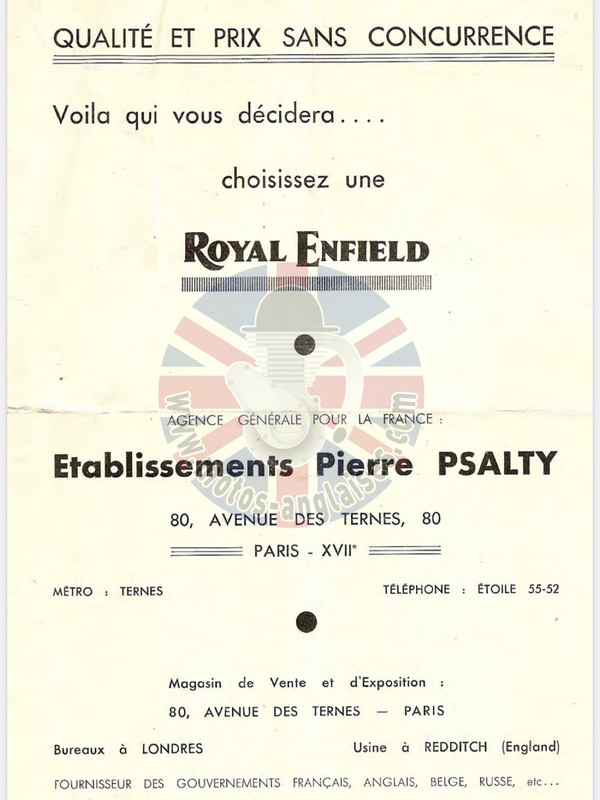 QUALITÉ ET PRIX SANS CONCURRENCE
Voila qui vous décidera....
choisissez une
ROYAL ENFIELD
AGENCE GÉNÉRALE POUR LA FRANCE :
Etablissements Pierre PSALTY
80, AVENUE DES TERNES, 80
PARIS - XVIIe
MÉTRO : TERNES
TÉLÉPHONE : ÉTOILE 55-52
Magasin de Vente et d'Exposition :
80, AVENUE DES TERNES — PARIS
Bureaux à LONDRES
Usine à REDDITCH (England)
FOURNISSEUR DES GOUVERNEMENTS FRANÇAIS, ANGLAIS, BELGE, RUSSE, etc...
www.motos-anglaises.com